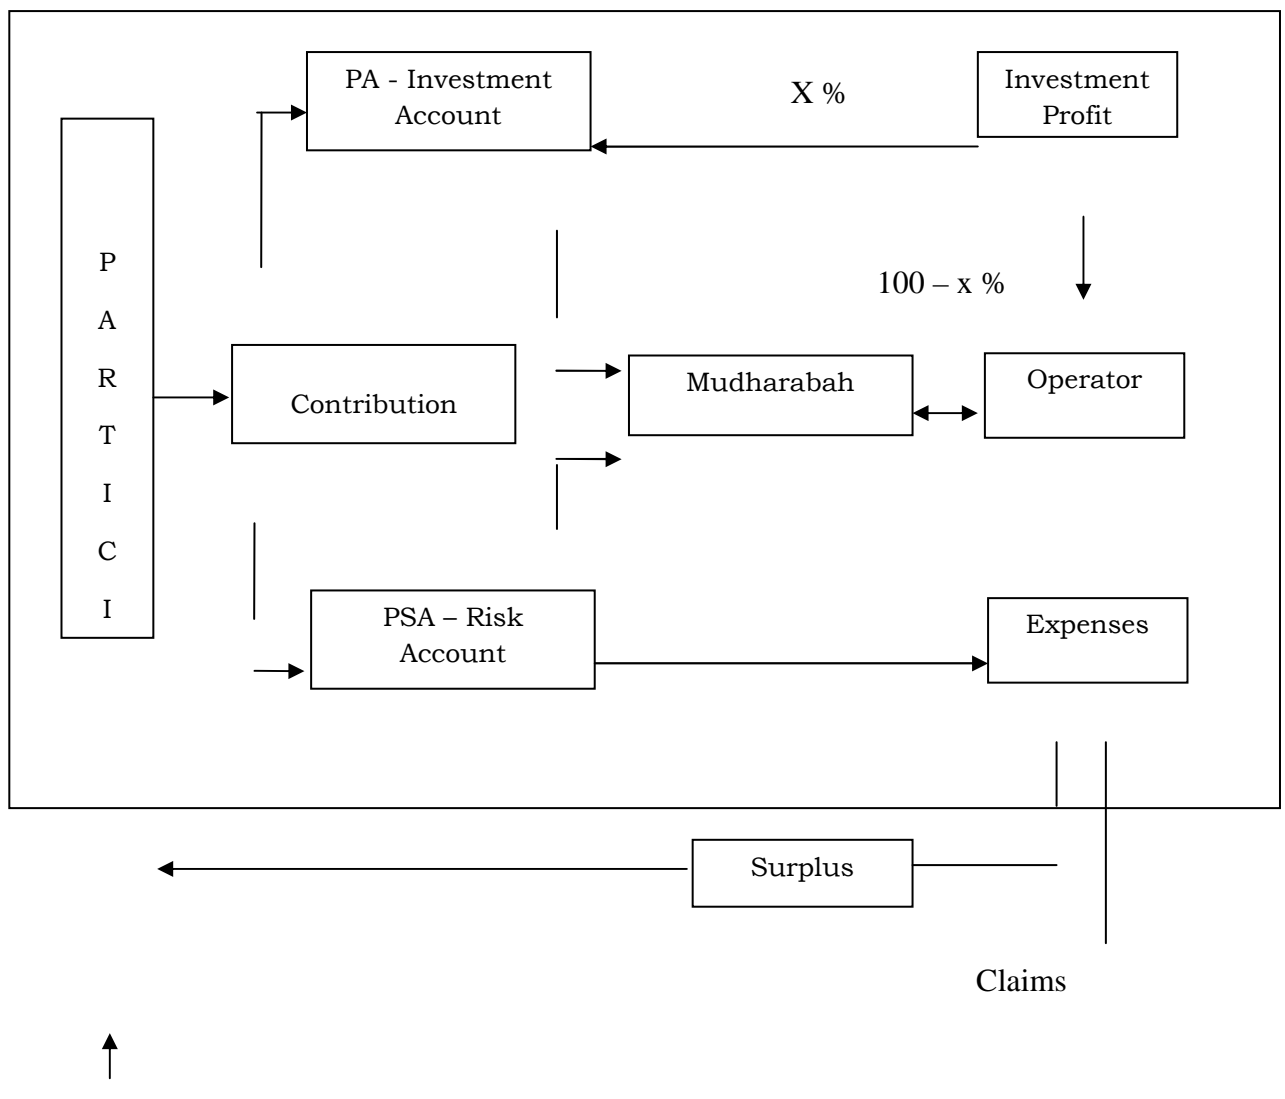 PA - Investment
Account
X %
Investment
Profit
P
A
R
T
I
C
I
100 – x %
Contribution
Mudharabah
Operator
PSA – Risk
Account
Expenses
Surplus
Claims